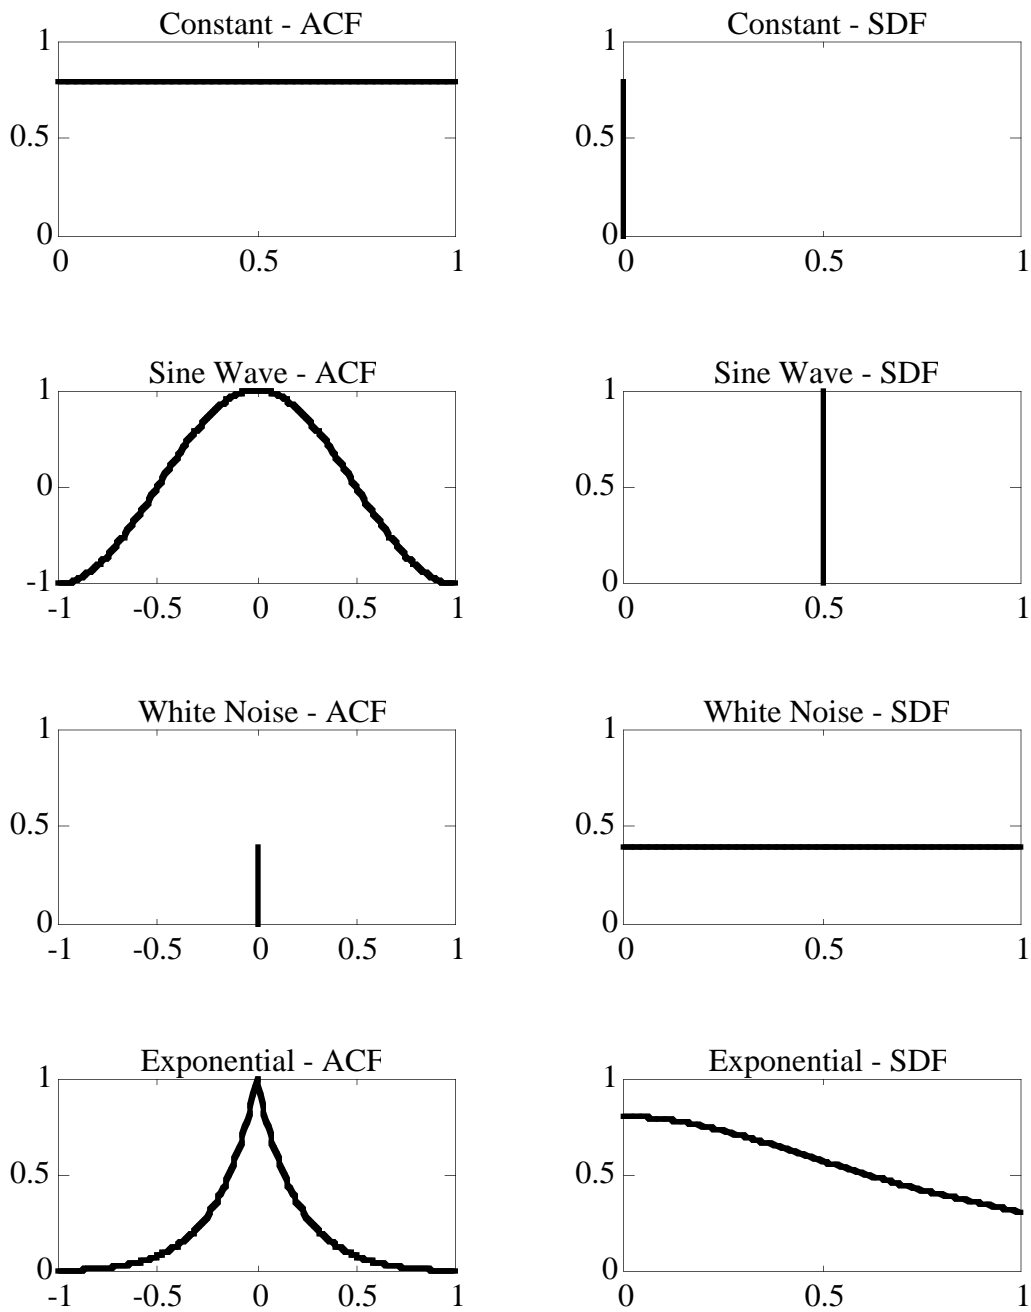 Constant - ACF
1
0.5
0
0 0.5 1
Constant - SDF
1
0.5
0
0 0.5 1
Sine Wave - ACF
1
0
-1
-1 -0.5 0 0.5 1
Sine Wave - SDF
1
0.5
0
0 0.5 1
White Noise - ACF
1
0.5
0
-1 -0.5 0 0.5 1
White Noise - SDF
1
0.5
0
0 0.5 1
Exponential - ACF
1
0.5
0
-1 -0.5 0 0.5 1
Exponential - SDF
1
0.5
0
0 0.5 1